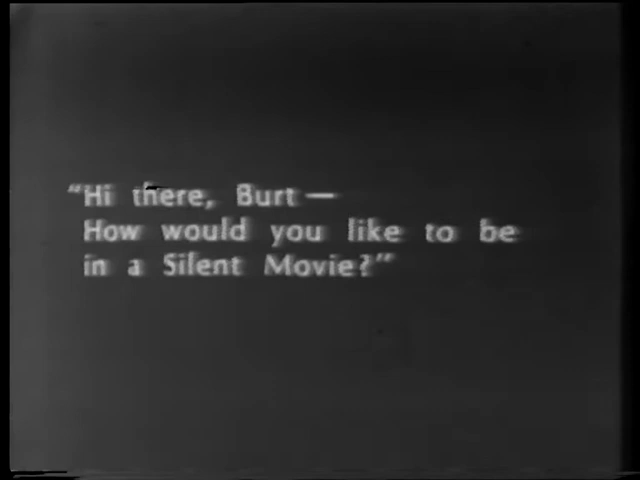 "Hi there, Burt —
How would you like to be
in a Silent Movie?"